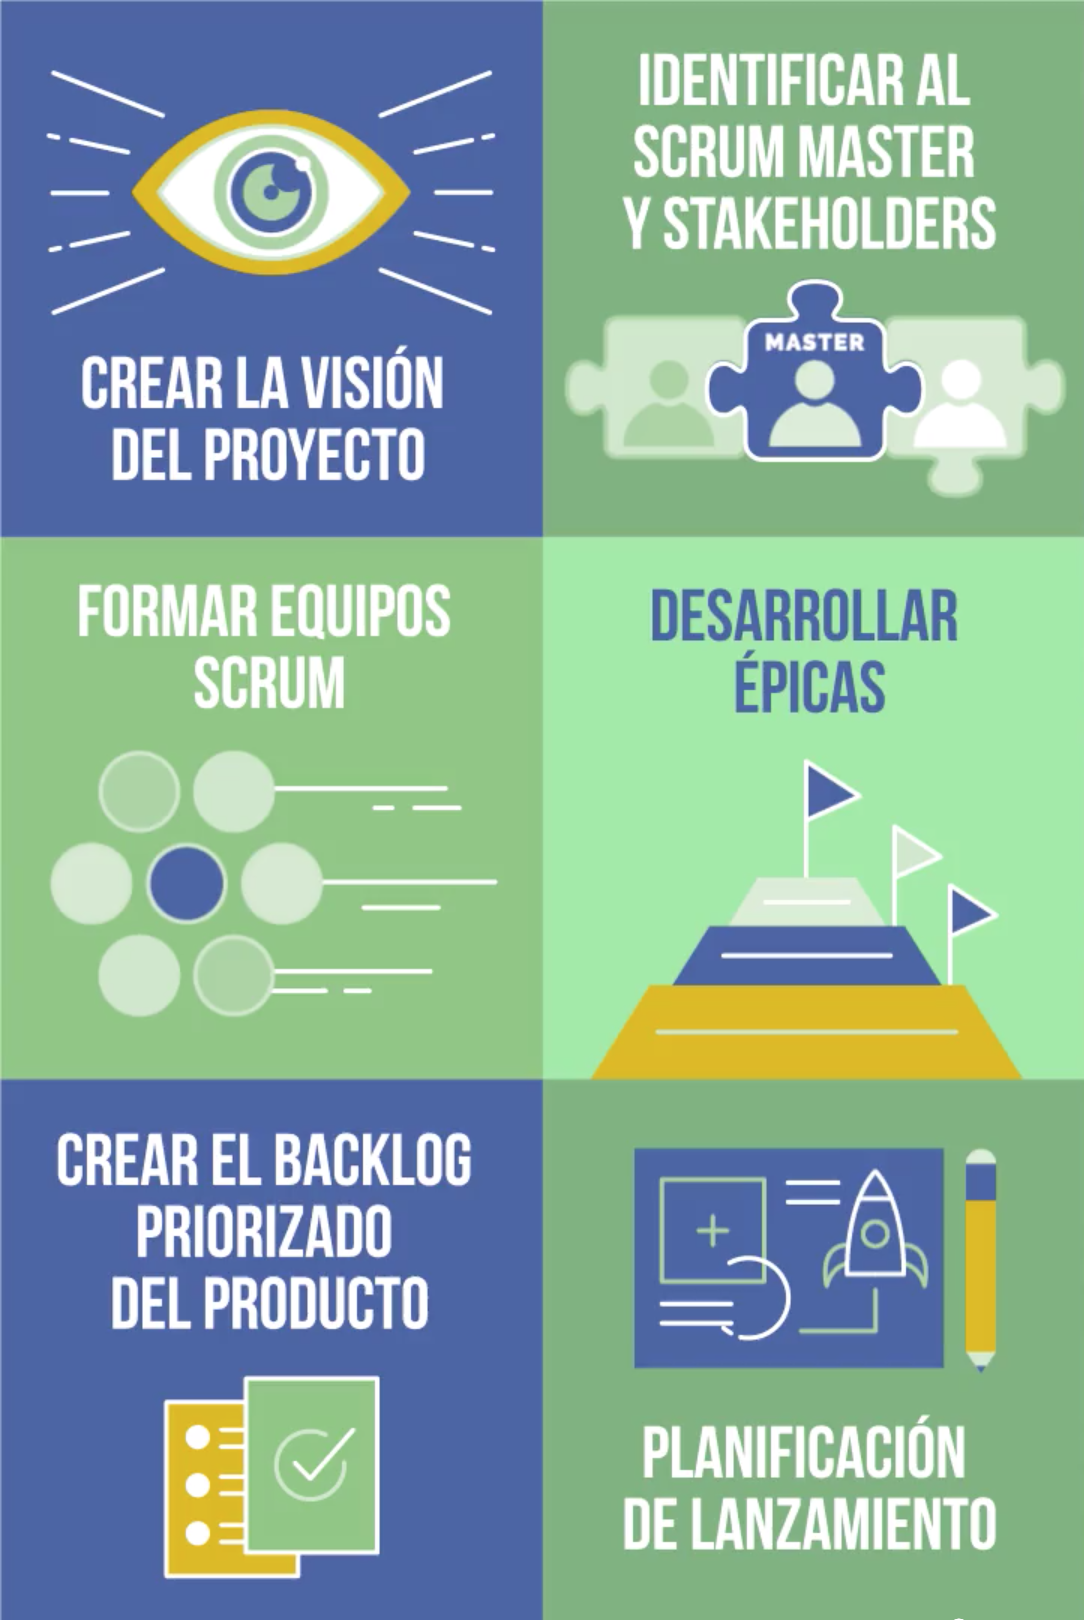 CREAR LA VISIÓN
DEL PROYECTO
IDENTIFICAR AL
SCRUM MASTER
Y STAKEHOLDERS
MASTER
FORMAR EQUIPOS
SCRUM
DESARROLLAR
ÉPICAS
CREAR EL BACKLOG
PRIORIZADO
DEL PRODUCTO
PLANIFICACIÓN
DE LANZAMIENTO